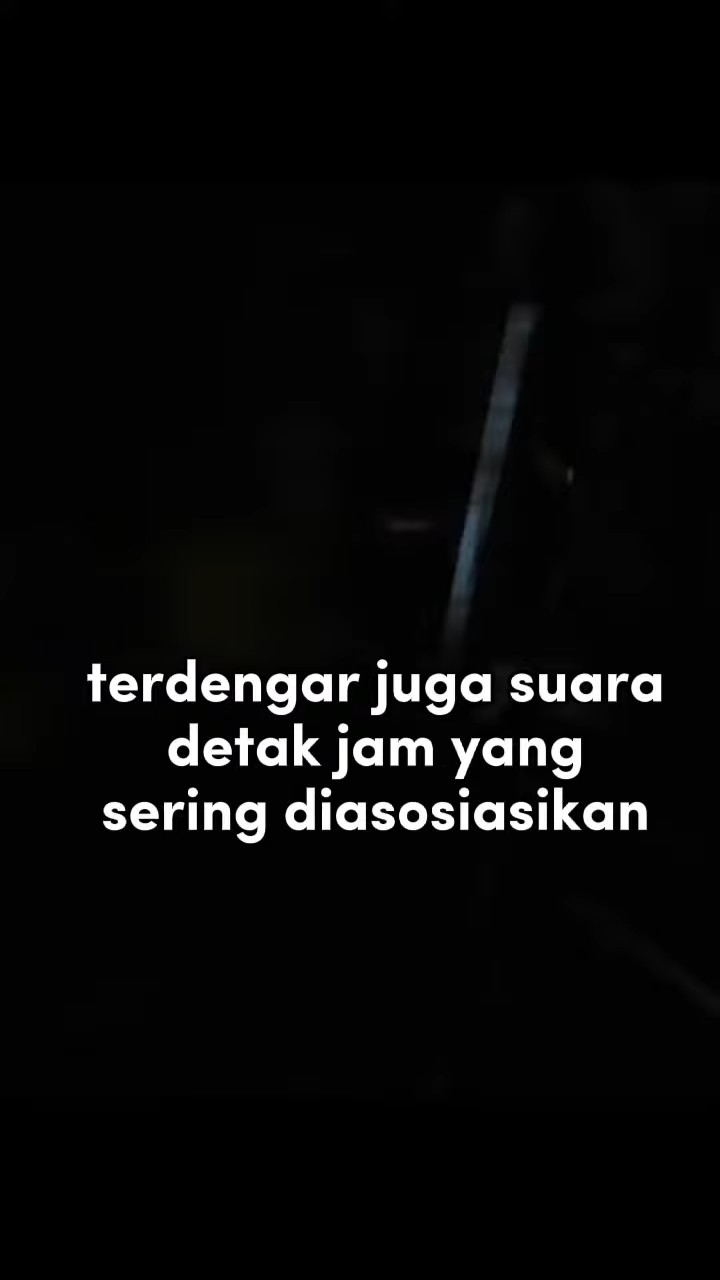 terdengar juga suara
detak jam yang
sering diasosiasikan